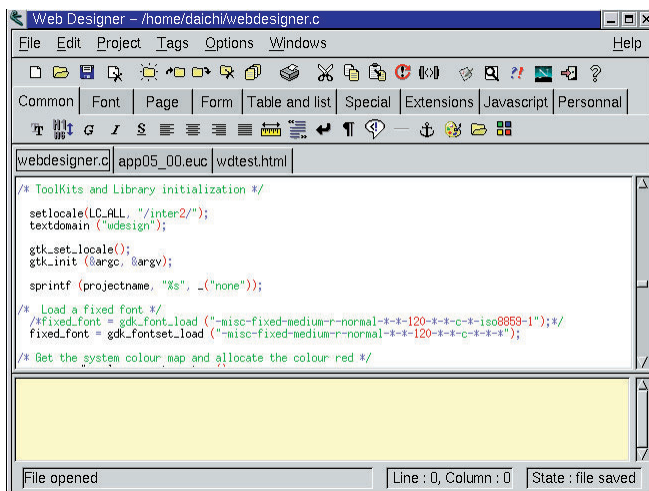 Web Designer – /home/daichi/webdesigner.c
File Edit Project Tags Options Windows Help
Common Font Page Form Table and list Special Extensions Javascript Personnal
webdesigner.c app05_00.euc wdtest.html
/* ToolKits and Library initialization */
setlocale(LC_ALL, "/inter2/");
textdomain ("wdesign");
gtk_set_locale();
gtk_init (&argc, &argv);
sprintf (projectname, "%s", _("none"));
/* Load a fixed font */
/*fixed_font = gdk_font_load ("-misc-fixed-medium-r-normal-*-*-120-*-*-c-*-iso8859-1");*/
fixed_font = gdk_fontset_load ("-misc-fixed-medium-r-normal-*-*-120-*-*-c-*-*-*");
/* Get the system colour map and allocate the colour red */
File opened Line : 0, Column : 0 State : file saved